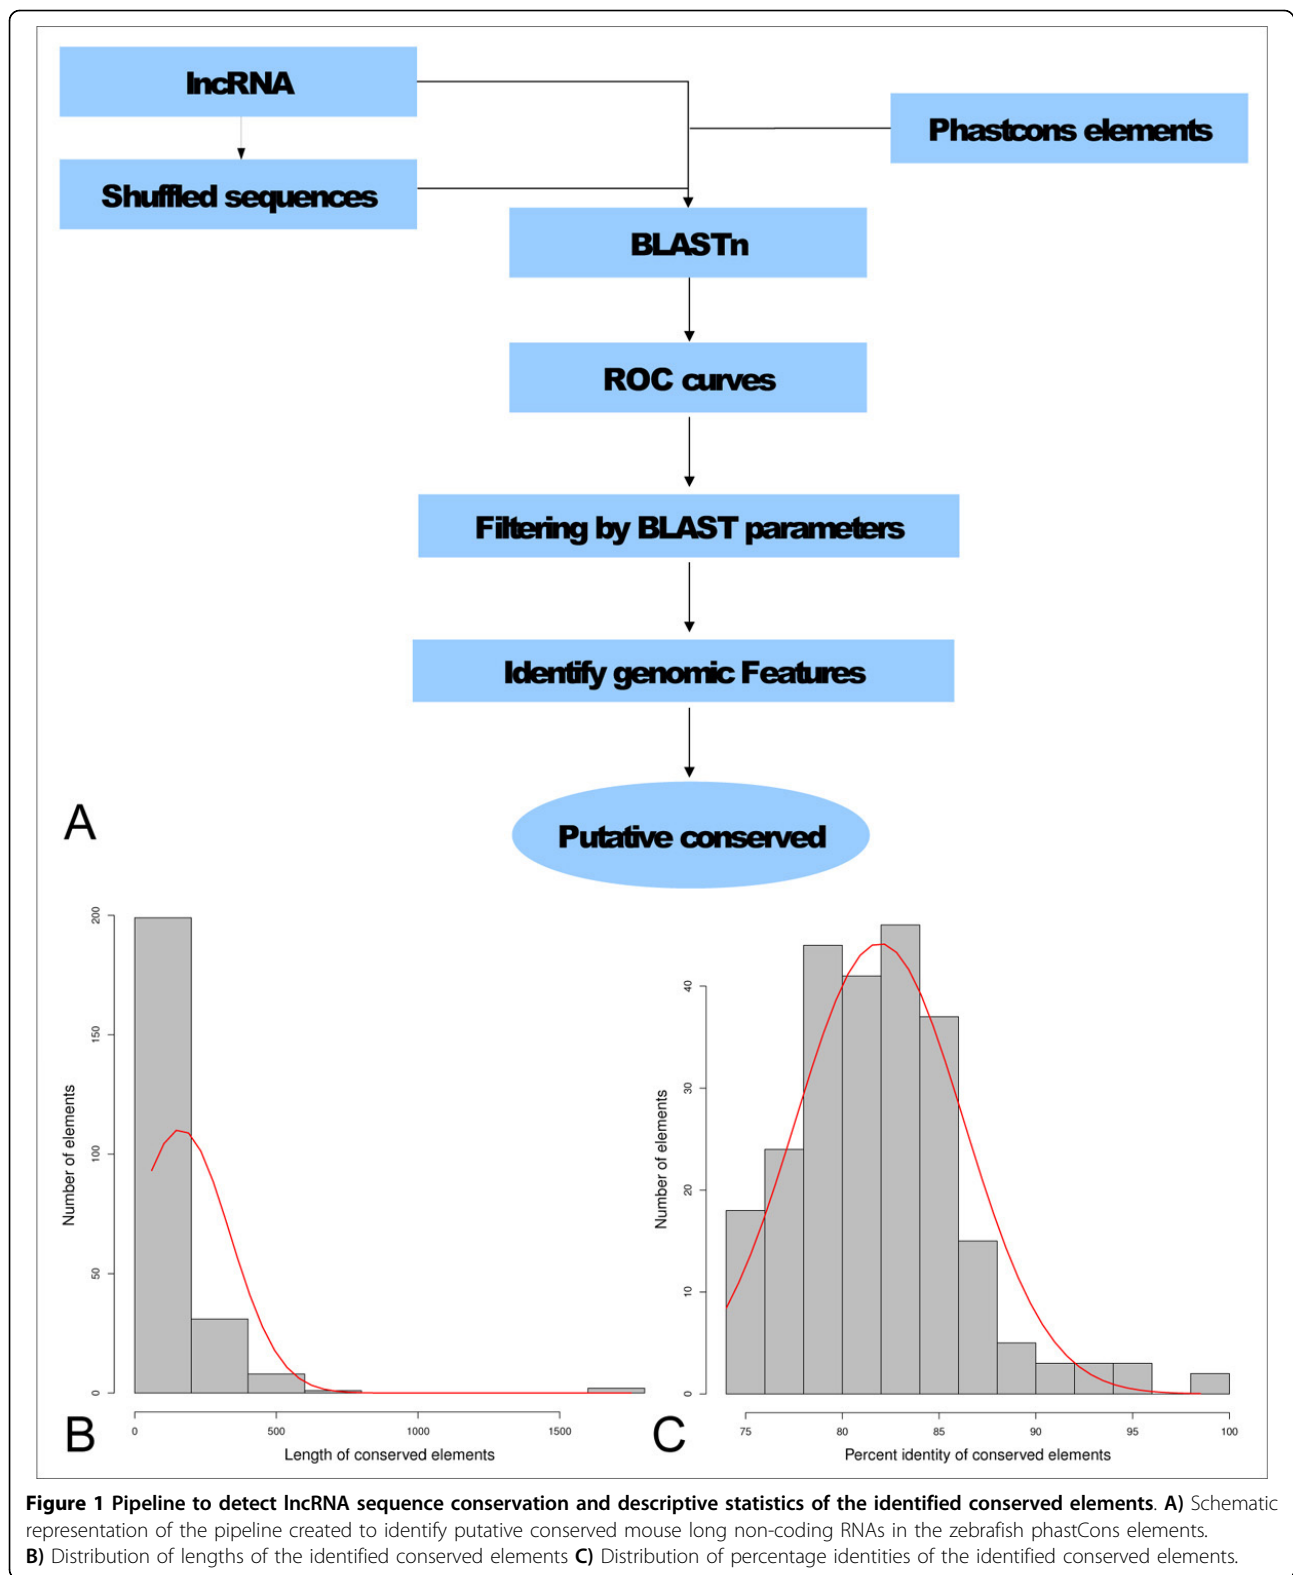 lncRNA
Phastcons elements
Shuffled sequences
BLASTn
ROC curves
Filtering by BLAST parameters
Identify genomic Features
Putative conserved
A
200
150
100
50
0
Number of elements
0 500 1000 1500
Length of conserved elements
B
40
30
20
10
0
Number of elements
75 80 85 90 95 100
Percent identity of conserved elements
C
Figure 1 Pipeline to detect lncRNA sequence conservation and descriptive statistics of the identified conserved elements. A) Schematic
representation of the pipeline created to identify putative conserved mouse long non-coding RNAs in the zebrafish phastCons elements.
B) Distribution of lengths of the identified conserved elements C) Distribution of percentage identities of the identified conserved elements.